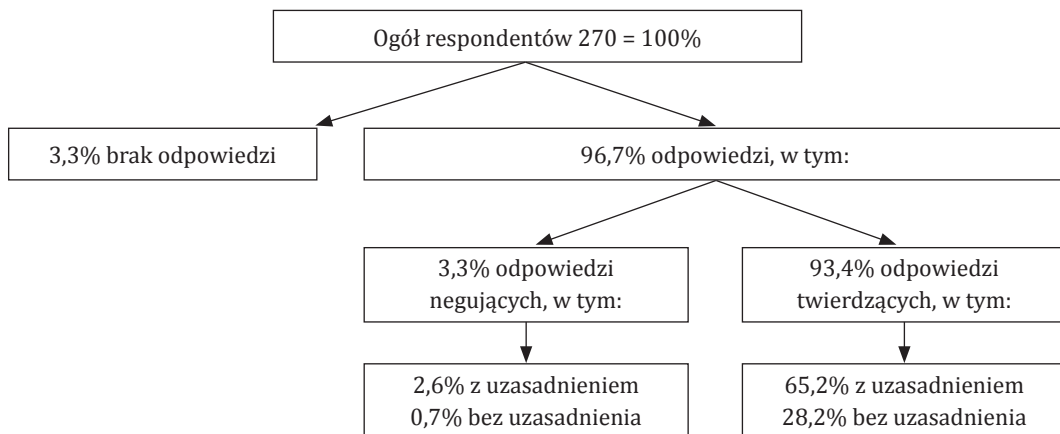 Ogół respondentów 270 = 100%
3,3% brak odpowiedzi
96,7% odpowiedzi, w tym:
3,3% odpowiedzi
negujących, w tym:
93,4% odpowiedzi
twierdzących, w tym:
2,6% z uzasadnieniem
0,7% bez uzasadnienia
65,2% z uzasadnieniem
28,2% bez uzasadnienia